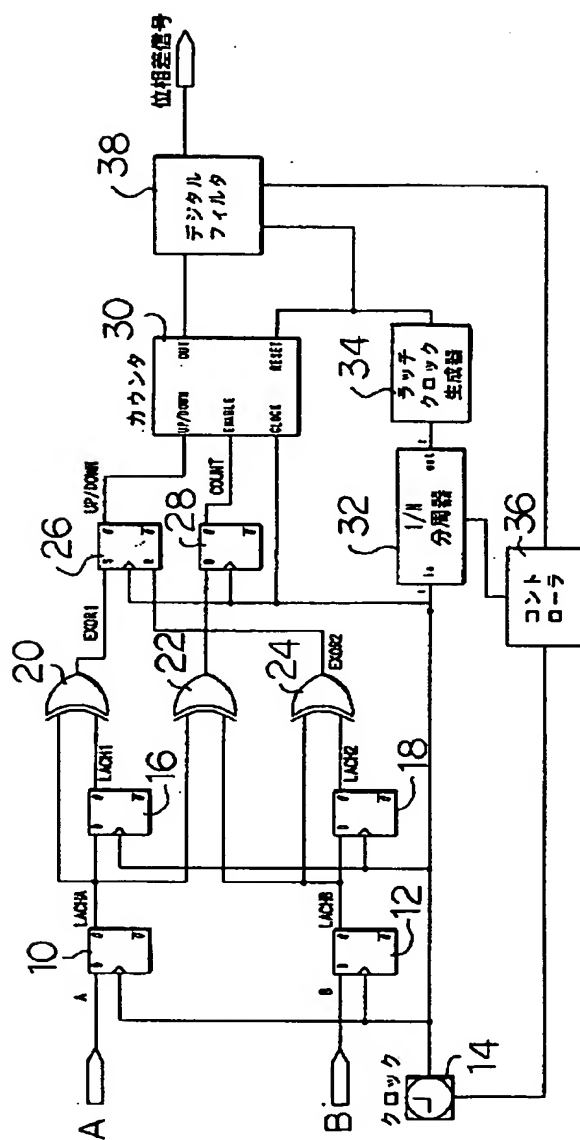 A
A
10
D
Q
Q
LACHA
16
D
Q
Q
LACH1
20
EXOR1
26
S
R
Q
Q
UP/DOWN
22
28
D
Q
Q
COUNT
B
B
12
D
Q
Q
LACHB
18
D
Q
Q
LACH2
24
EXOR2
カウンタ
30
UP/DOWN
ENABLE
CLOCK
OUT
RESET
38
デジタル
フィルタ
位相差信号
クロック
14
32
1/N
分周器
in
out
34
ラッチ
クロック
生成器
36
コント
ローラ